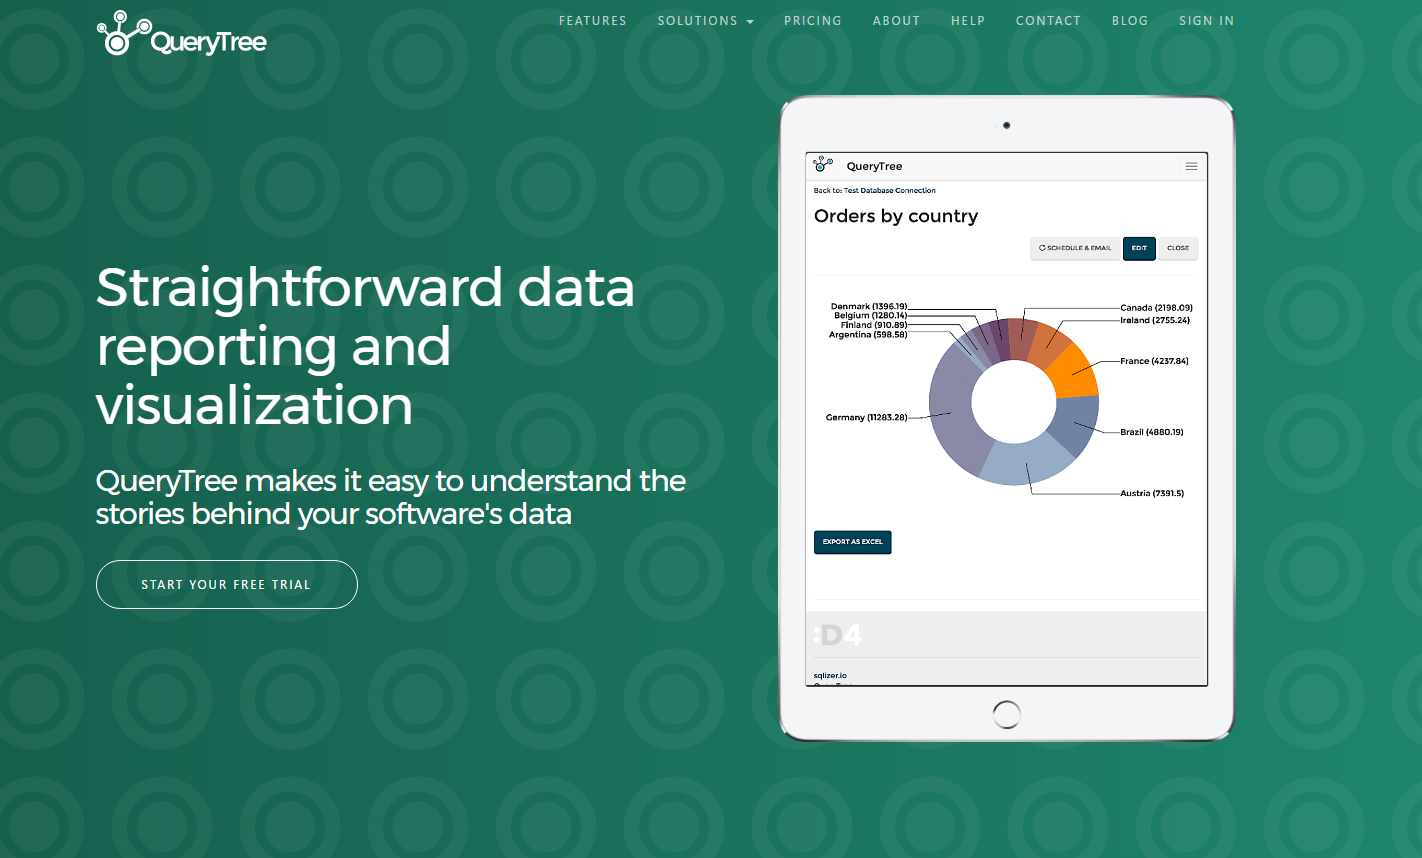 QueryTree
FEATURES
SOLUTIONS
PRICING
ABOUT
HELP
CONTACT
BLOG
SIGN IN
Straightforward data
reporting and
visualization
QueryTree makes it easy to understand the
stories behind your software's data
START YOUR FREE TRIAL
QueryTree
Back to: Test Database Connection
Orders by country
SCHEDULE & EMAIL
EDIT
CLOSE
Denmark (1396.19)
Belgium (1280.14)
Finland (910.89)
Argentina (598.58)
Germany (11283.28)
Canada (2198.09)
Ireland (2755.24)
France (4237.84)
Brazil (4880.19)
Austria (7391.5)
EXPORT AS EXCEL
:D4
sqlizer.io